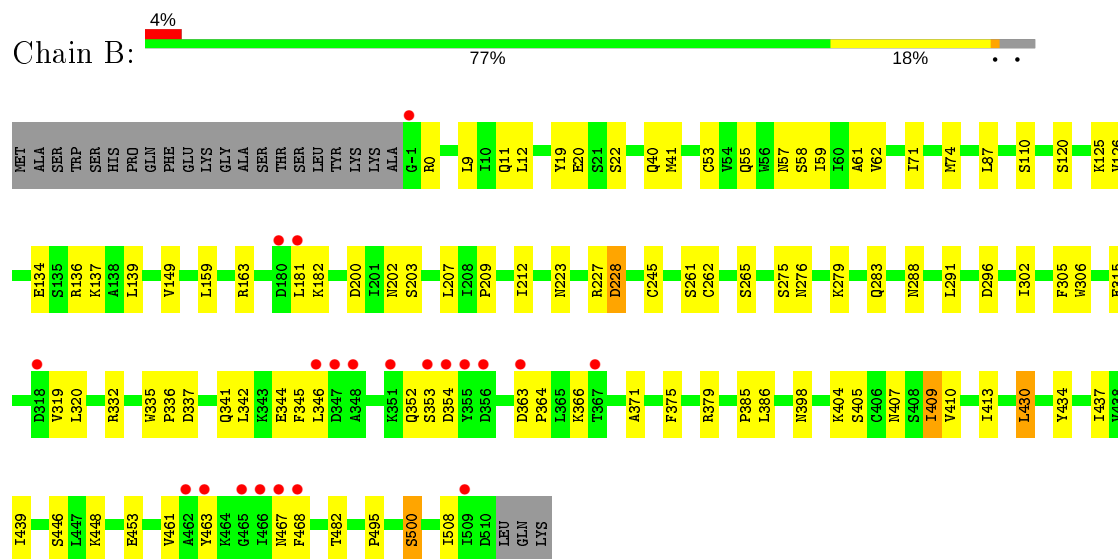 4%
Chain B:
77% 18% • •
MET ALA SER TRP SER HIS PRO GLN PHE GLU LYS GLY ALA SER THR SER LEU TYR LYS LYS ALA G-1 R0 L9 I10 Q11 L12 Y19 E20 S21 S22 Q40 M41 C53 V54 Q55 W56 N57 S58 I59 I60 A61 V62 I71 M74 L87 S110 S120 K125
E134 S135 R136 K137 A138 L139 V149 L159 R163 D180 L181 K182 D200 I201 N202 S203 L207 I208 P209 I212 N223 R227 D228 C245 S261 C262 S265 S275 N276 K279 Q283 N288 L291 D296 I302 F305 W306
D318 V319 L320 R332 W335 P336 D337 Q341 L342 K343 E344 F345 L346 D347 A348 K351 Q352 S353 D354 Y355 D356 D363 P364 L365 K366 T367 A371 F375 R379 P385 L386 N398 K404 S405 C406 N407 S408 I409 V410 I413 L430 Y434 I437
I439 S446 L447 K448 E453 V461 A462 Y463 K464 G465 I466 N467 F468 T482 P495 S500 I508 I509 D510 LEU GLN LYS